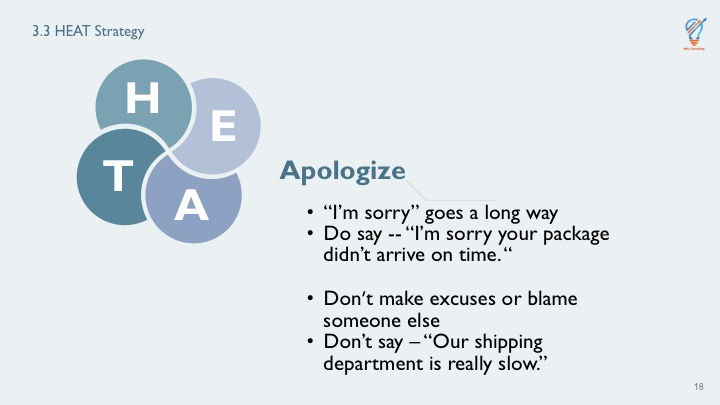 3.3 HEAT Strategy
H
E
T
A
Apologize
• “I’m sorry” goes a long way
• Do say -- “I’m sorry your package
didn’t arrive on time.“
• Don’t make excuses or blame
someone else
• Don’t say – “Our shipping
department is really slow.”
18